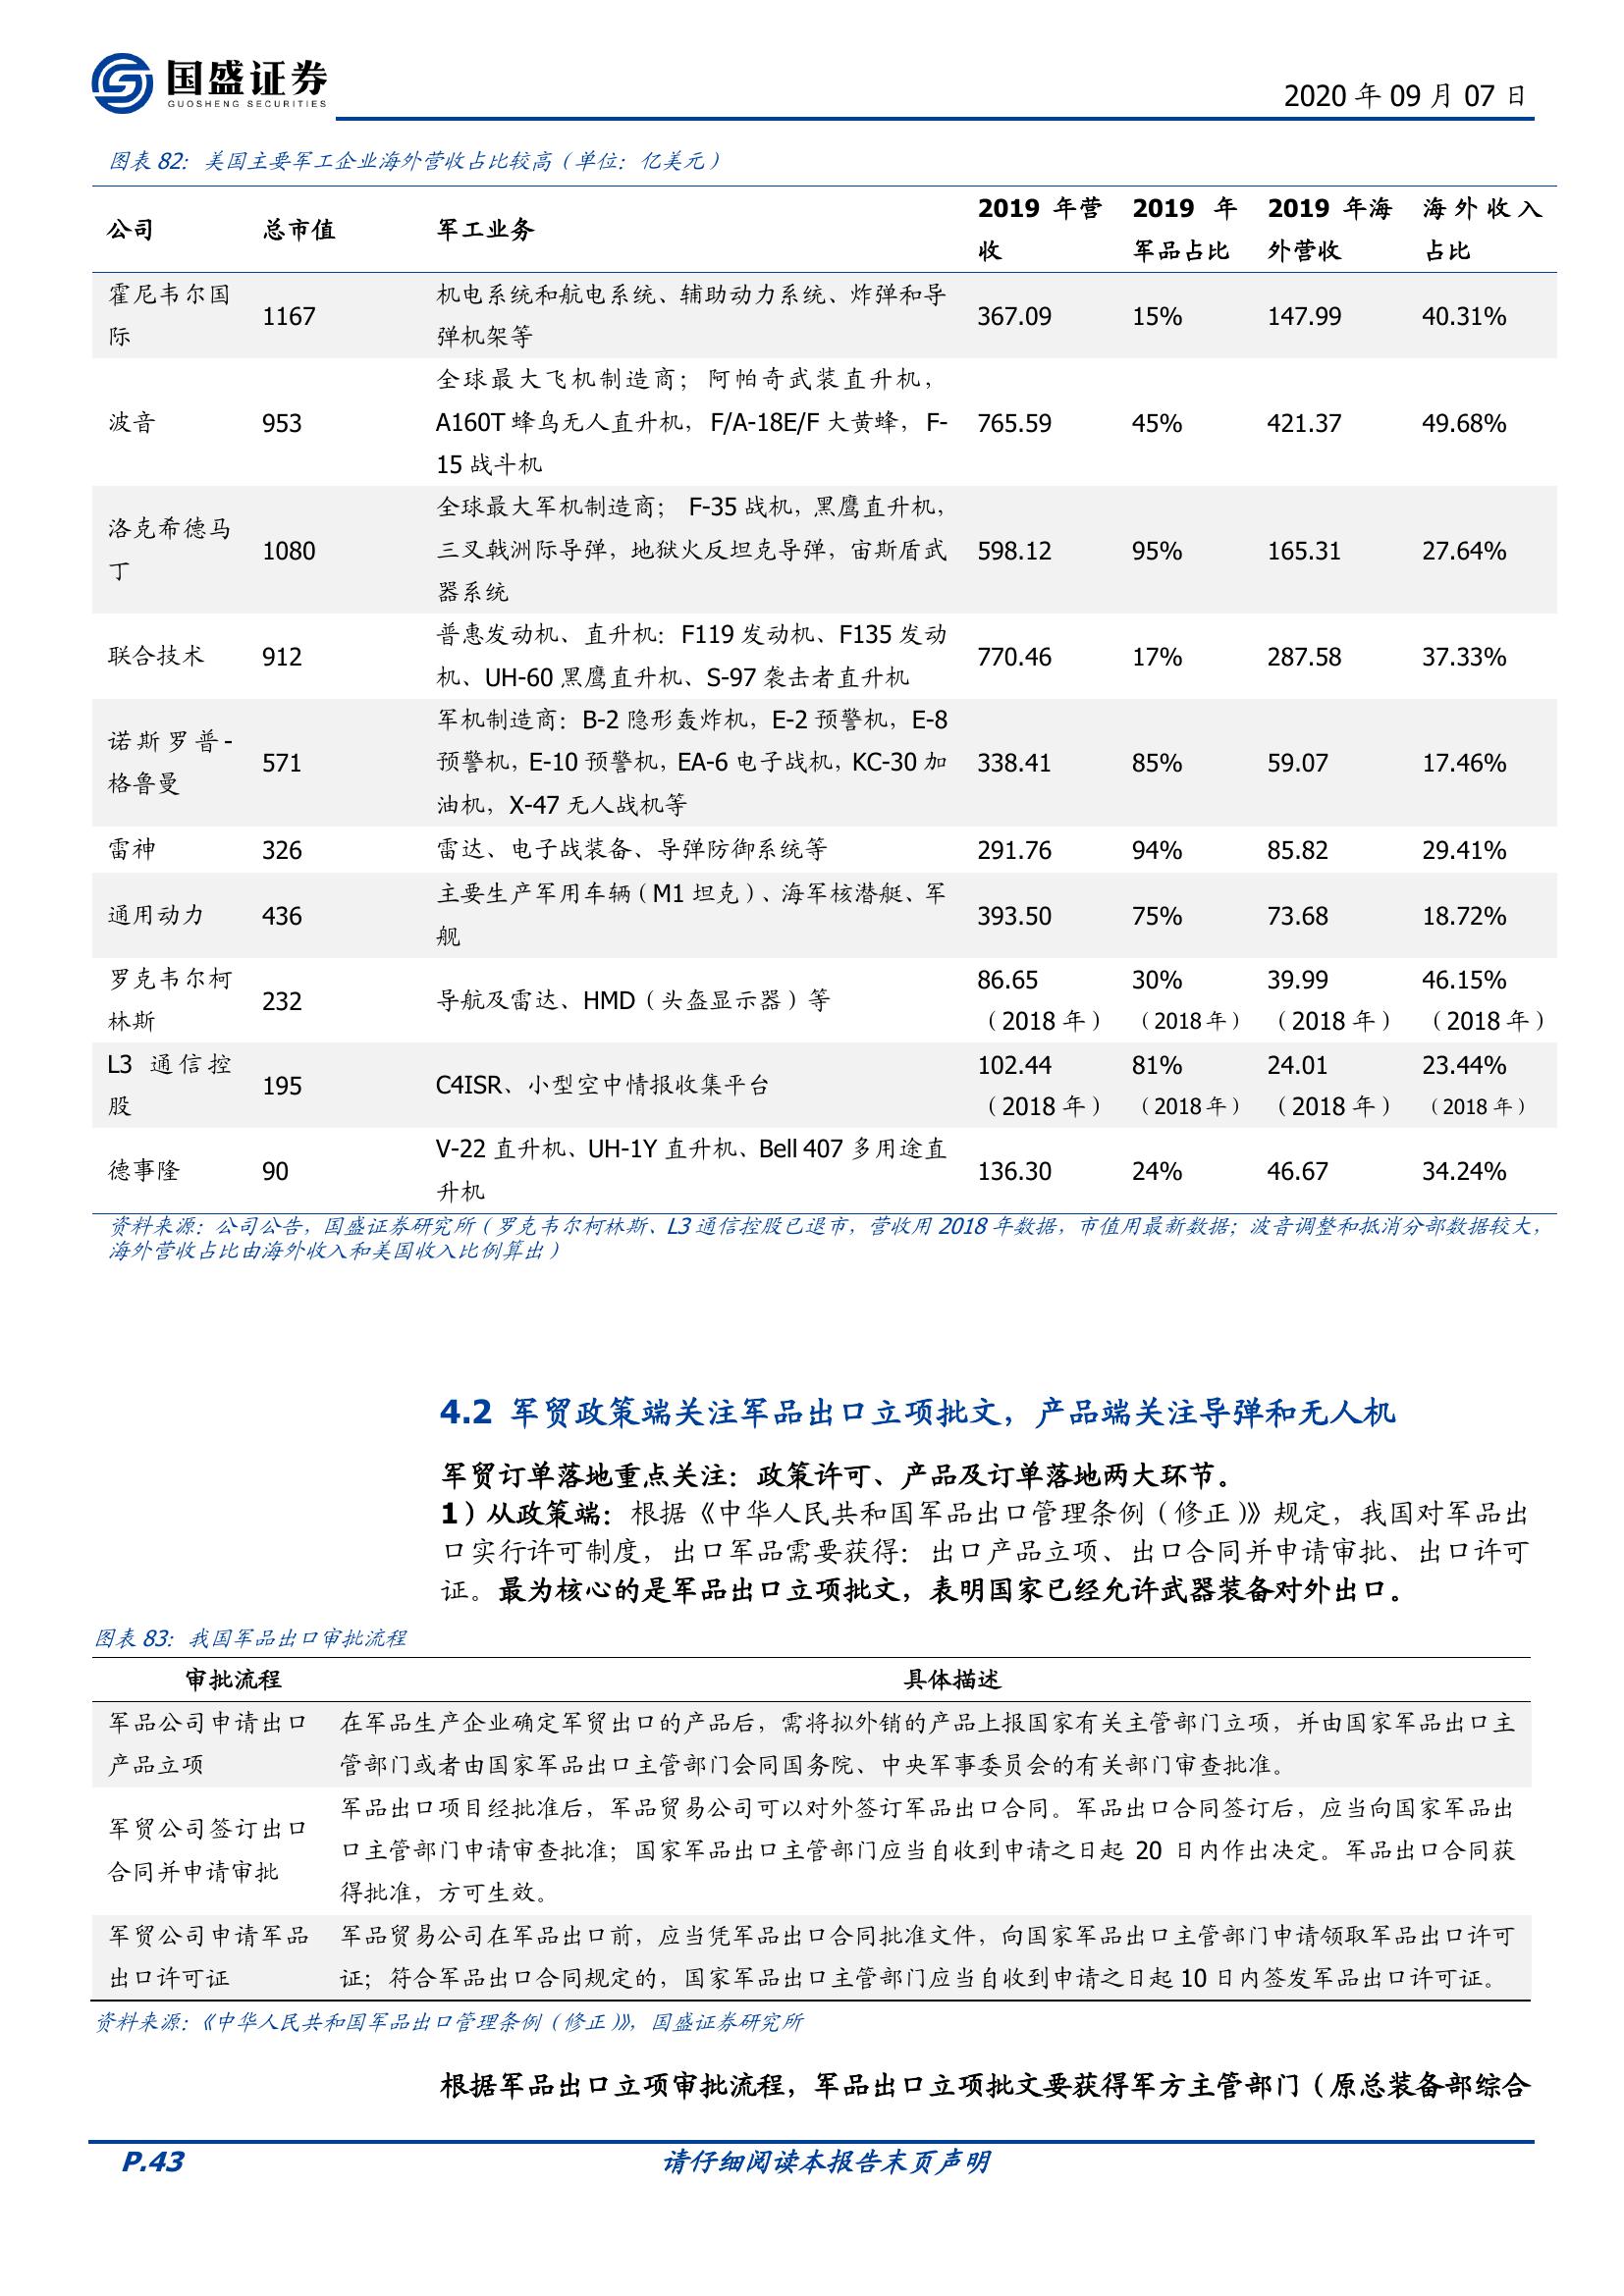 国盛证券
GUOSHENG SECURITIES
2020 年 09 月 07 日
图表 82：美国主要军工企业海外营收占比较高（单位：亿美元）
公司 总市值 军工业务 2019 年营收 2019 年军品占比 2019 年海外营收 海外收入占比
霍尼韦尔国际 1167 机电系统和航电系统、辅助动力系统、炸弹和导弹机架等 367.09 15% 147.99 40.31%
波音 953 全球最大飞机制造商；阿帕奇武装直升机，A160T 蜂鸟无人直升机，F/A-18E/F 大黄蜂，F-15 战斗机 765.59 45% 421.37 49.68%
洛克希德马丁 1080 全球最大军机制造商； F-35 战机，黑鹰直升机，三叉戟洲际导弹，地狱火反坦克导弹，宙斯盾武器系统 598.12 95% 165.31 27.64%
联合技术 912 普惠发动机、直升机：F119 发动机、F135 发动机、UH-60 黑鹰直升机、S-97 袭击者直升机 770.46 17% 287.58 37.33%
诺斯罗普-格鲁曼 571 军机制造商：B-2 隐形轰炸机，E-2 预警机，E-8 预警机，E-10 预警机，EA-6 电子战机，KC-30 加油机，X-47 无人战机等 338.41 85% 59.07 17.46%
雷神 326 雷达、电子战装备、导弹防御系统等 291.76 94% 85.82 29.41%
通用动力 436 主要生产军用车辆（M1 坦克）、海军核潜艇、军舰 393.50 75% 73.68 18.72%
罗克韦尔柯林斯 232 导航及雷达、HMD（头盔显示器）等 86.65（2018 年） 30%（2018 年） 39.99（2018 年） 46.15%（2018 年）
L3 通信控股 195 C4ISR、小型空中情报收集平台 102.44（2018 年） 81%（2018 年） 24.01（2018 年） 23.44%（2018 年）
德事隆 90 V-22 直升机、UH-1Y 直升机、Bell 407 多用途直升机 136.30 24% 46.67 34.24%
资料来源：公司公告，国盛证券研究所（罗克韦尔柯林斯、L3 通信控股已退市，营收用 2018 年数据，市值用最新数据；波音调整和抵消分部数据较大，
海外营收占比由海外收入和美国收入比例算出）
4.2 军贸政策端关注军品出口立项批文，产品端关注导弹和无人机
军贸订单落地重点关注：政策许可、产品及订单落地两大环节。
1）从政策端：根据《中华人民共和国军品出口管理条例（修正）》规定，我国对军品出
口实行许可制度，出口军品需要获得：出口产品立项、出口合同并申请审批、出口许可
证。最为核心的是军品出口立项批文，表明国家已经允许武器装备对外出口。
图表 83：我国军品出口审批流程
审批流程 具体描述
军品公司申请出口产品立项 在军品生产企业确定军贸出口的产品后，需将拟外销的产品上报国家有关主管部门立项，并由国家军品出口主管部门或者由国家军品出口主管部门会同国务院、中央军事委员会的有关部门审查批准。
军贸公司签订出口合同并申请审批 军品出口项目经批准后，军品贸易公司可以对外签订军品出口合同。军品出口合同签订后，应当向国家军品出口主管部门申请审查批准；国家军品出口主管部门应当自收到申请之日起 20 日内作出决定。军品出口合同获得批准，方可生效。
军贸公司申请军品出口许可证 军品贸易公司在军品出口前，应当凭军品出口合同批准文件，向国家军品出口主管部门申请领取军品出口许可证；符合军品出口合同规定的，国家军品出口主管部门应当自收到申请之日起 10 日内签发军品出口许可证。
资料来源：《中华人民共和国军品出口管理条例（修正）》，国盛证券研究所
根据军品出口立项审批流程，军品出口立项批文要获得军方主管部门（原总装备部综合
P.43 请仔细阅读本报告末页声明